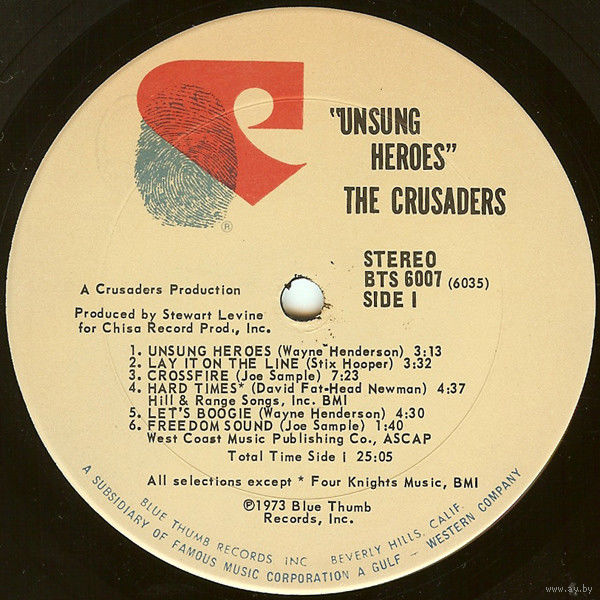 "UNSUNG
HEROES"
THE CRUSADERS
®
STEREO
BTS 6007 (6035)
SIDE 1
A Crusaders Production
Produced by Stewart Levine
for Chisa Record Prod., Inc.
1. UNSUNG HEROES (Wayne Henderson) 3:13
2. LAY IT ON THE LINE (Stix Hooper) 3:32
3. CROSSFIRE (Joe Sample) 7:23
4. HARD TIMES* (David Fat-Head Newman) 4:37
Hill & Range Songs, Inc. BMI
5. LET'S BOOGIE (Wayne Henderson) 4:30
6. FREEDOM SOUND (Joe Sample) 1:40
West Coast Music Publishing Co., ASCAP
Total Time Side 1 25:05
All selections except * Four Knights Music, BMI
℗1973 Blue Thumb
Records, Inc.
BLUE THUMB RECORDS INC BEVERLY HILLS, CALIF.
A SUBSIDIARY OF FAMOUS MUSIC CORPORATION A GULF – WESTERN COMPANY
www.ay.by